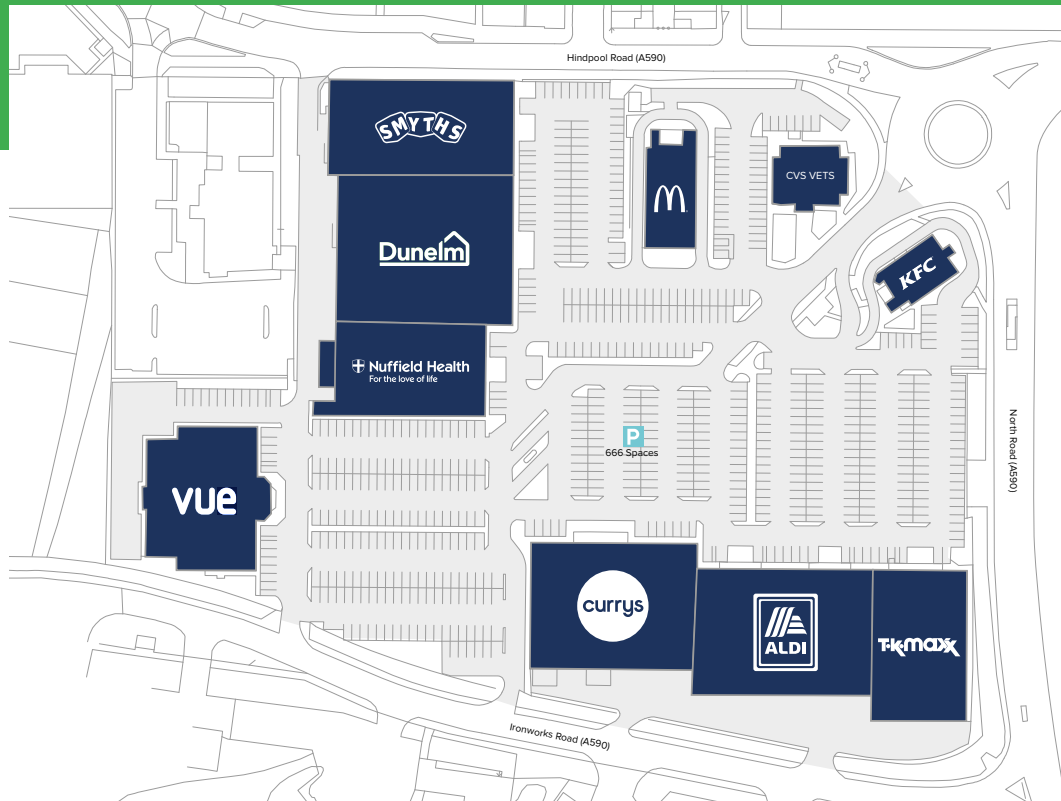 Hindpool Road (A590)
SMYTHS
M
CVS VETS
Dunelm
KFC
Nuffield Health
For the love of life
P
666 Spaces
North Road (A590)
vue
currys
ALDI
T·K·maxx
Ironworks Road (A590)